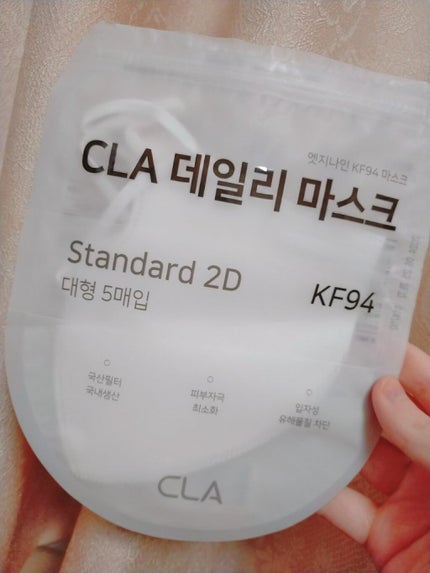 엣지나인 KF94 마스크
CLA 데일리 마스크
Standard 2D
대형 5매입
KF94
국산필터
국내생산
피부자극
최소화
입자성
유해물질 차단
CLA